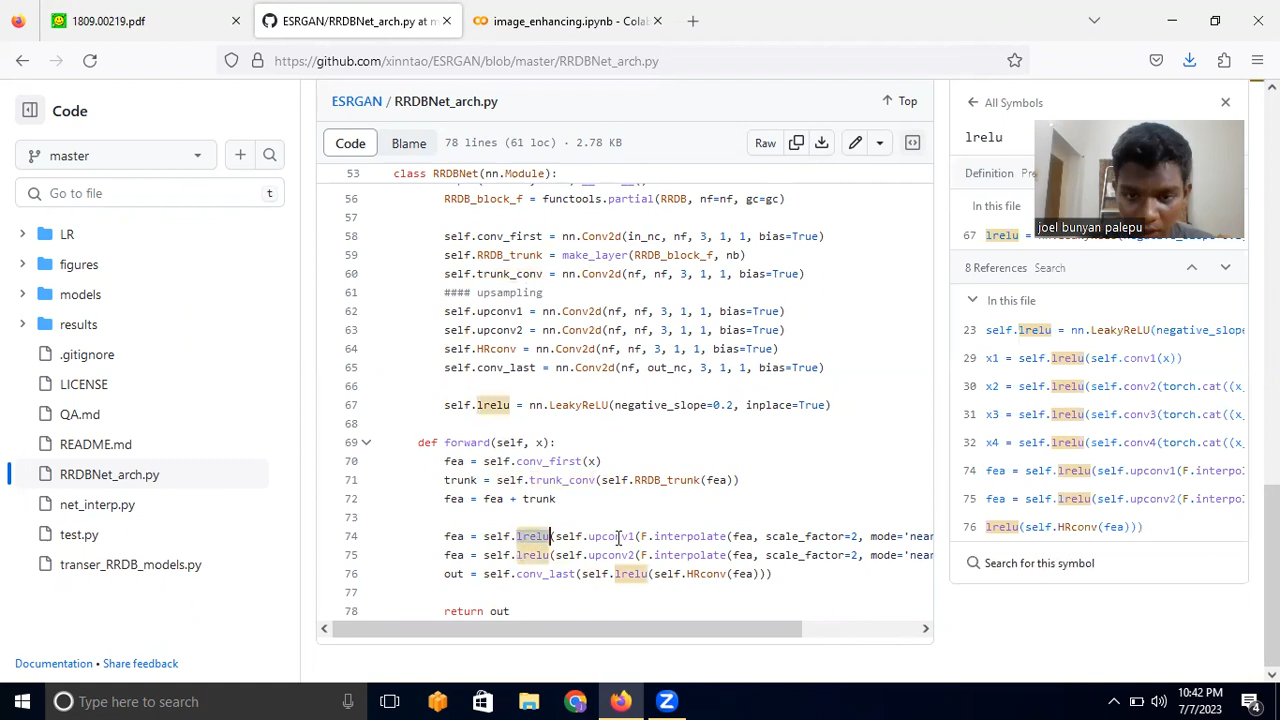 1809.00219.pdf
ESRGAN/RRDBNet_arch.py at m
image_enhancing.ipynb - Colab
https://github.com/xinntao/ESRGAN/blob/master/RRDBNet_arch.py
Code
master
Go to file
t
LR
figures
models
results
.gitignore
LICENSE
QA.md
README.md
RRDBNet_arch.py
net_interp.py
test.py
transer_RRDB_models.py
Documentation • Share feedback
ESRGAN / RRDBNet_arch.py
Top
Code
Blame
78 lines (61 loc) · 2.78 KB
Raw
53 class RRDBNet(nn.Module):
56 RRDB_block_f = functools.partial(RRDB, nf=nf, gc=gc)
57
58 self.conv_first = nn.Conv2d(in_nc, nf, 3, 1, 1, bias=True)
59 self.RRDB_trunk = make_layer(RRDB_block_f, nb)
60 self.trunk_conv = nn.Conv2d(nf, nf, 3, 1, 1, bias=True)
61 #### upsampling
62 self.upconv1 = nn.Conv2d(nf, nf, 3, 1, 1, bias=True)
63 self.upconv2 = nn.Conv2d(nf, nf, 3, 1, 1, bias=True)
64 self.HRconv = nn.Conv2d(nf, nf, 3, 1, 1, bias=True)
65 self.conv_last = nn.Conv2d(nf, out_nc, 3, 1, 1, bias=True)
66
67 self.lrelu = nn.LeakyReLU(negative_slope=0.2, inplace=True)
68
69 def forward(self, x):
70 fea = self.conv_first(x)
71 trunk = self.trunk_conv(self.RRDB_trunk(fea))
72 fea = fea + trunk
73
74 fea = self.lrelu(self.upconv1(F.interpolate(fea, scale_factor=2, mode='near
75 fea = self.lrelu(self.upconv2(F.interpolate(fea, scale_factor=2, mode='near
76 out = self.conv_last(self.lrelu(self.HRconv(fea)))
77
78 return out
All Symbols
lrelu
Definition
In this file
67 lrelu =
joel bunyan palepu
8 References Search
In this file
23 self.lrelu = nn.LeakyReLU(negative_slope
29 x1 = self.lrelu(self.conv1(x))
30 x2 = self.lrelu(self.conv2(torch.cat((x
31 x3 = self.lrelu(self.conv3(torch.cat((x
32 x4 = self.lrelu(self.conv4(torch.cat((x
74 fea = self.lrelu(self.upconv1(F.interpo
75 fea = self.lrelu(self.upconv2(F.interpo
76 lrelu(self.HRconv(fea)))
Search for this symbol
Type here to search
10:42 PM
7/7/2023
4